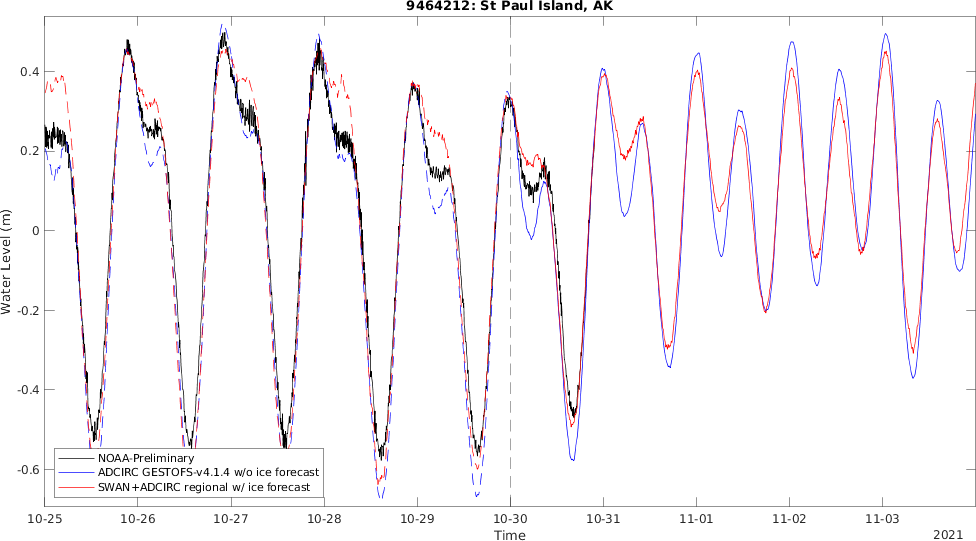 9464212: St Paul Island, AK
Water Level (m)
0.4
0.2
0
-0.2
-0.4
-0.6
NOAA-Preliminary
ADCIRC GESTOFS-v4.1.4 w/o ice forecast
SWAN+ADCIRC regional w/ ice forecast
10-25 10-26 10-27 10-28 10-29 10-30 10-31 11-01 11-02 11-03
Time
2021